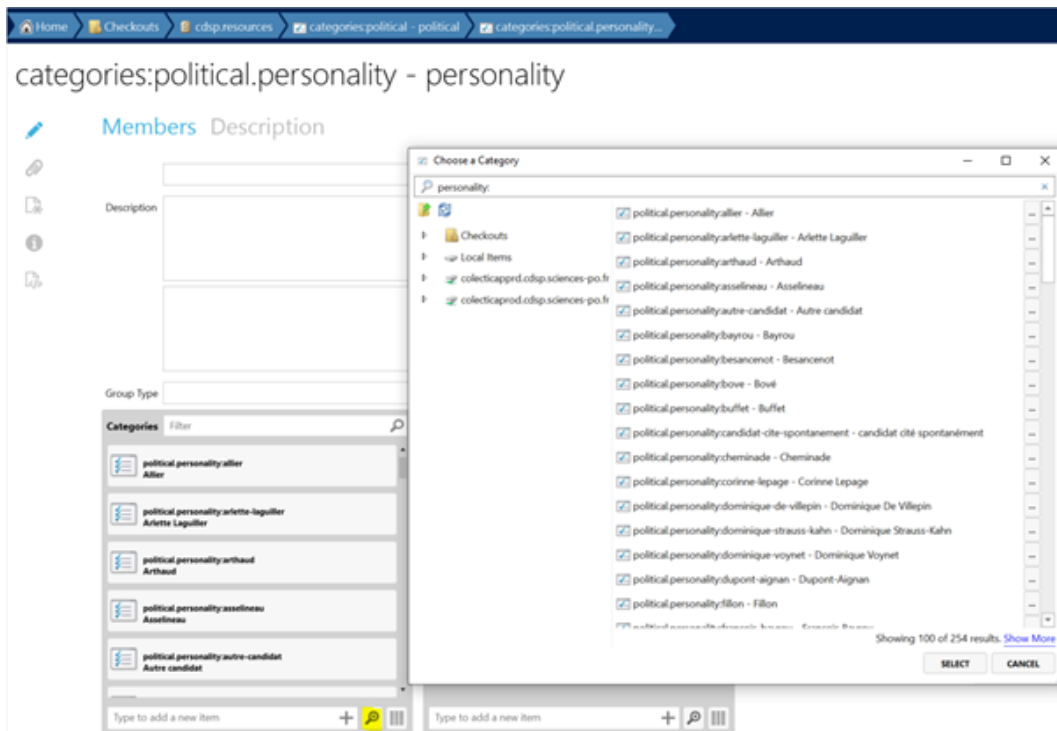 Home Checkouts cdsp.resources categories:political - political categories:political.personality...
categories:political.personality - personality
Members Description
Description
Group Type
Categories Filter
political.personality:allier
Allier
political.personality:arlette-laguiller
Arlette Laguiller
political.personality:arthaud
Arthaud
political.personality:asselineau
Asselineau
political.personality:autre-candidat
Autre candidat
Type to add a new item
Type to add a new item
Choose a Category
personality:
Checkouts
Local Items
colecticapprd.cdsp.sciences-po.fr
colecticaprod.cdsp.sciences-po.fr
political.personality:allier - Allier
political.personality:arlette-laguiller - Arlette Laguiller
political.personality:arthaud - Arthaud
political.personality:asselineau - Asselineau
political.personality:autre-candidat - Autre candidat
political.personality:bayrou - Bayrou
political.personality:besancenot - Besancenot
political.personality:bove - Bové
political.personality:buffet - Buffet
political.personality:candidat-cite-spontanement - candidat cité spontanément
political.personality:cheminade - Cheminade
political.personality:corinne-lepage - Corinne Lepage
political.personality:dominique-de-villepin - Dominique De Villepin
political.personality:dominique-strauss-kahn - Dominique Strauss-Kahn
political.personality:dominique-voynet - Dominique Voynet
political.personality:dupont-aignan - Dupont-Aignan
political.personality:fillon - Fillon
Showing 100 of 254 results. Show More
SELECT CANCEL